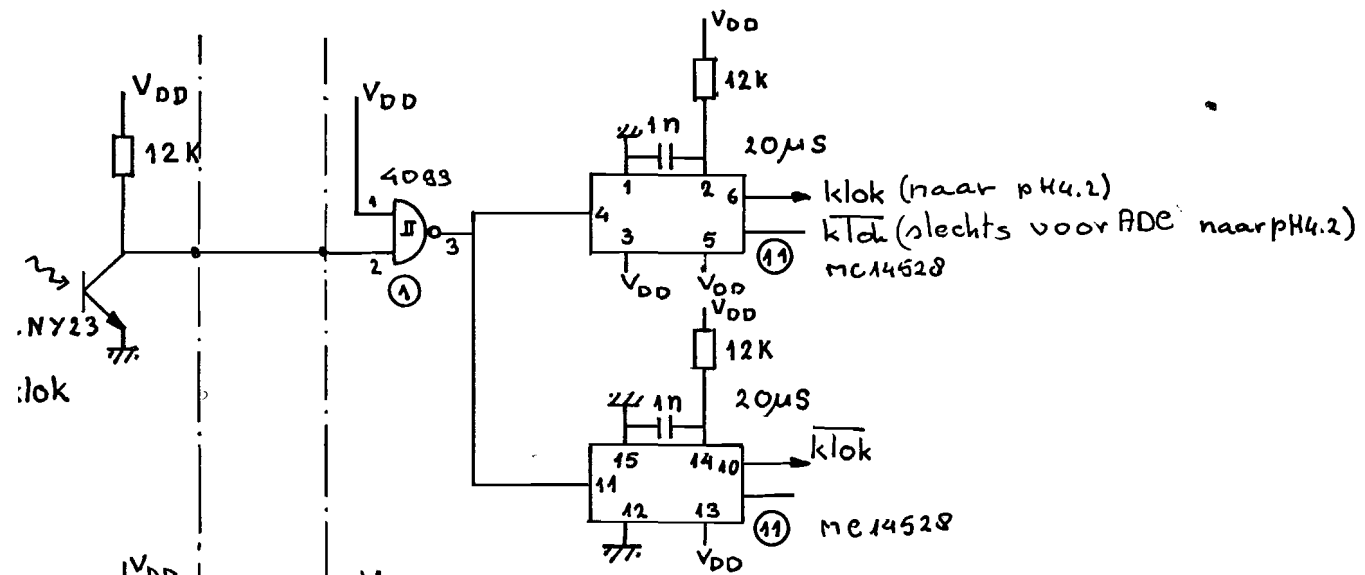 VDD
12K
.NY23
:lok
VDD
4093
1
2
3
II
1
VDD
12K
1n
20µS
1
2
6
4
3
5
VDD
VDD
11
MC14528
klok (naar pH4.2)
klok (slechts voor ADC naar pH4.2)
VDD
12K
1n
20µS
15
14
10
11
12
13
VDD
11
MC14528
klok
VDD